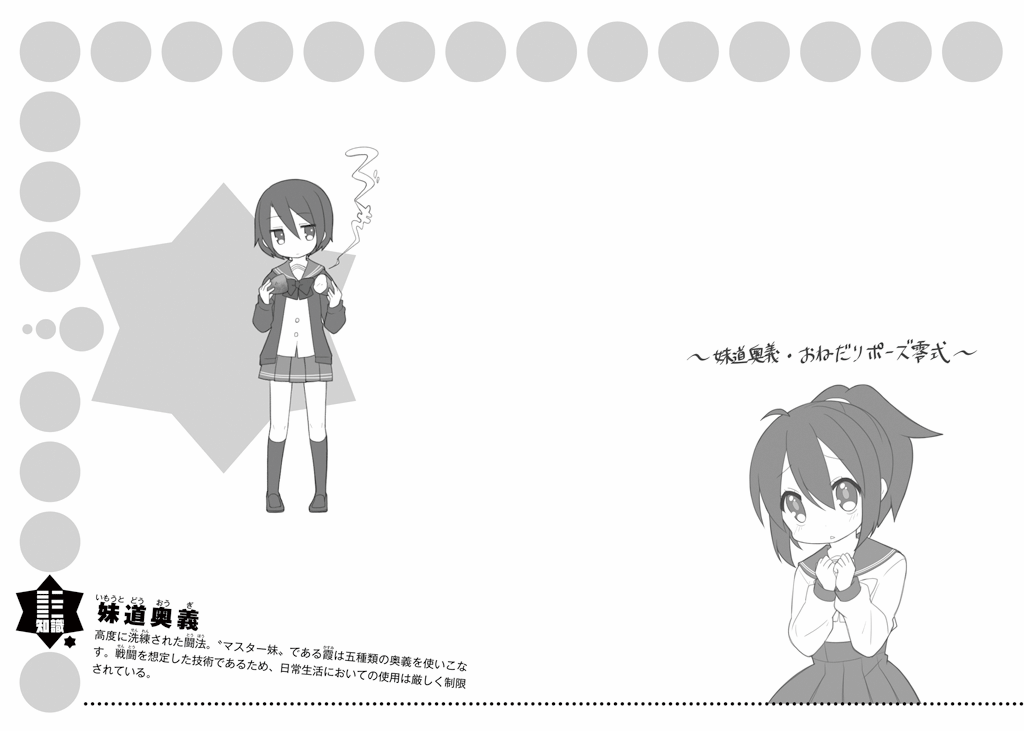 ～妹道奥義・おねだりポーズ零式～
ミニ知識
妹道奥義
高度に洗練された闘法。〝マスター妹〟である霞は五種類の奥義を使いこな
す。戦闘を想定した技術であるため、日常生活においての使用は厳しく制限
されている。